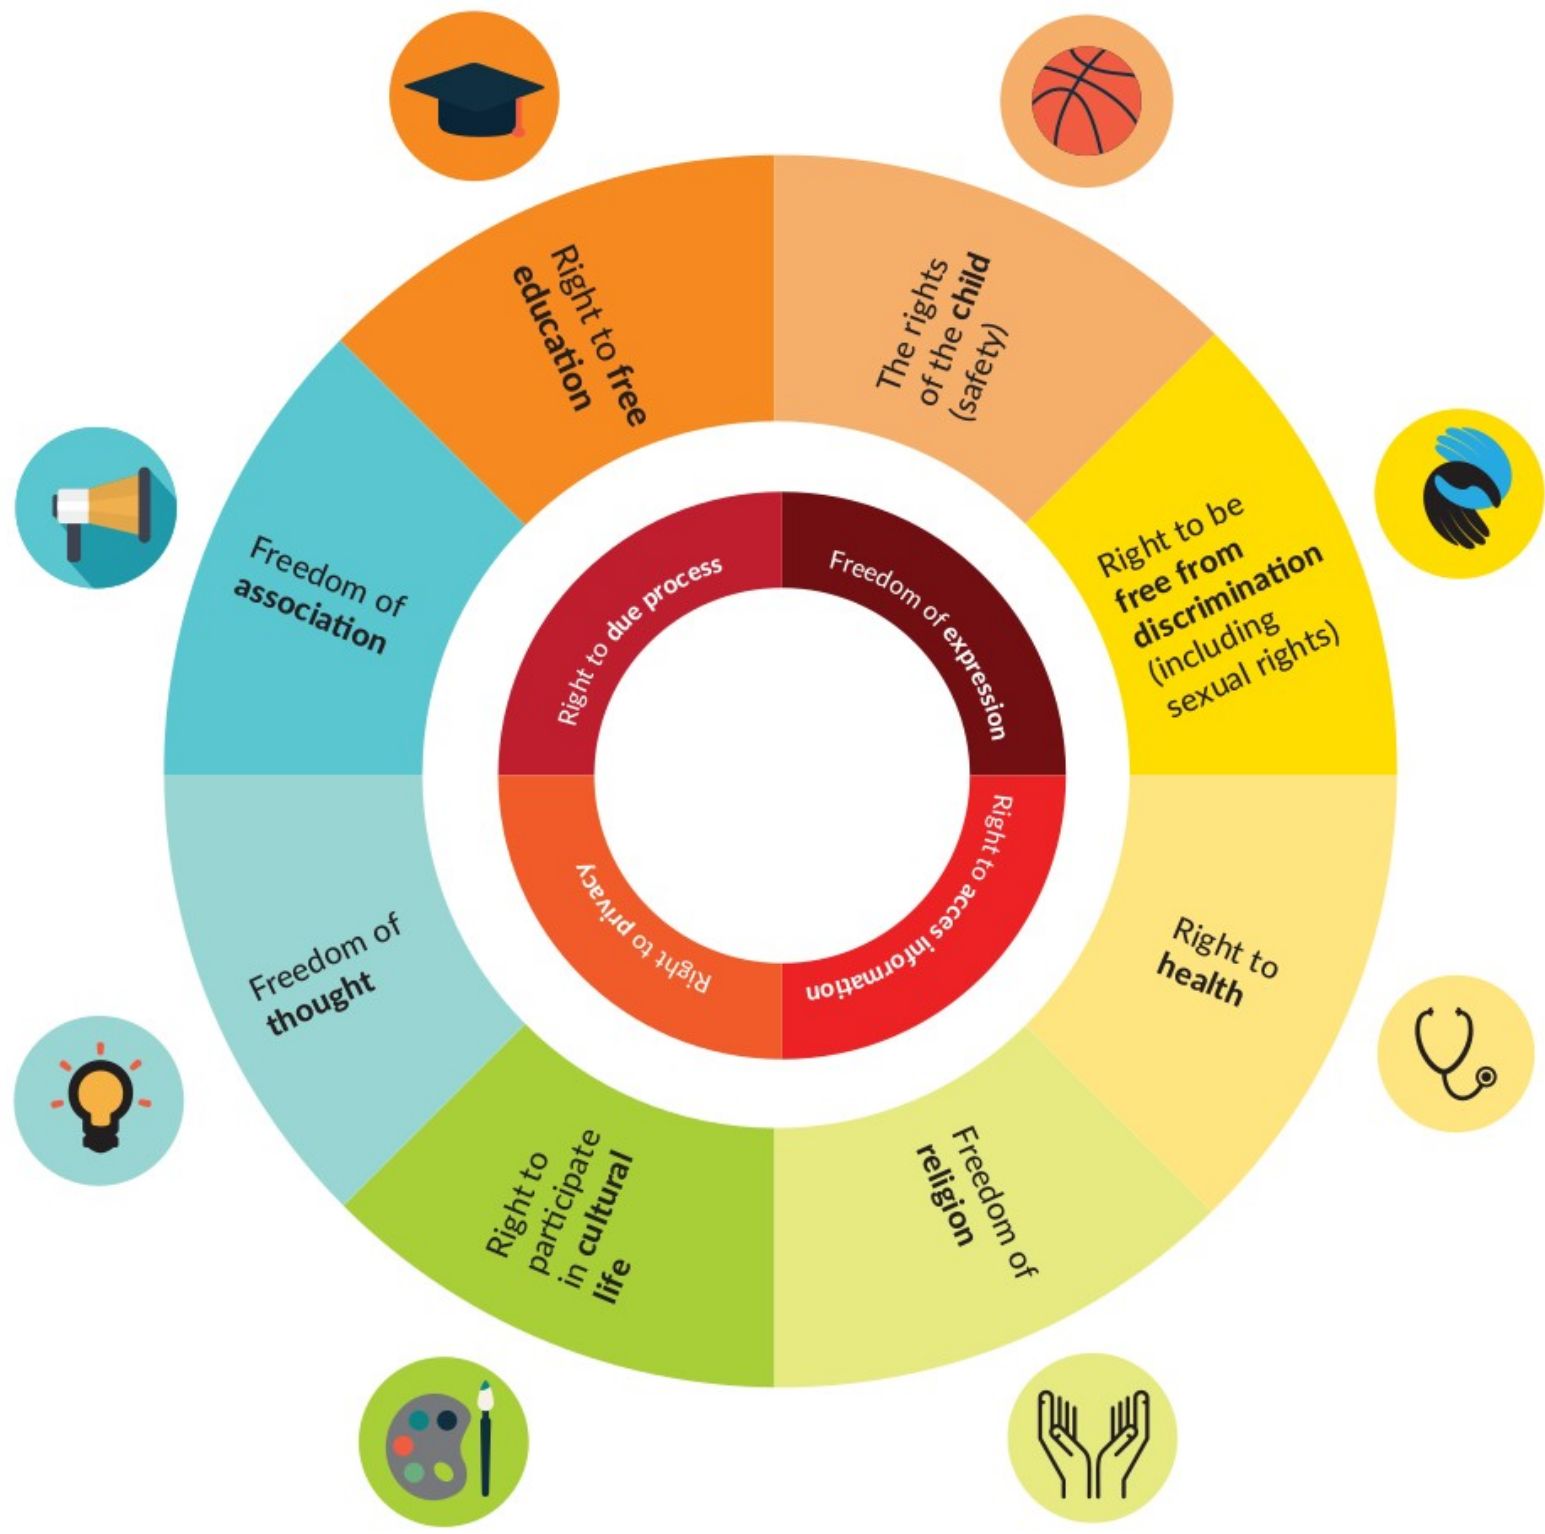 Right to free
education
The rights
of the child
(safety)
Right to be
free from
discrimination
(including
sexual rights)
Right to
health
Freedom of
religion
Right to
participate
in cultural
life
Freedom of
thought
Freedom of
association
Right to due process
Freedom of expression
Right to acces information
Right to privacy